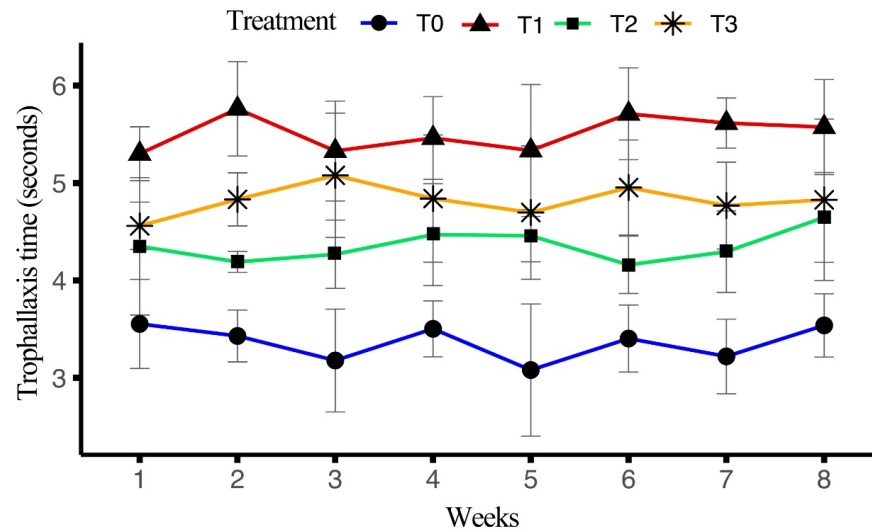 Treatment T0 T1 T2 T3
6
5
4
3
Trophallaxis time (seconds)
1 2 3 4 5 6 7 8
Weeks